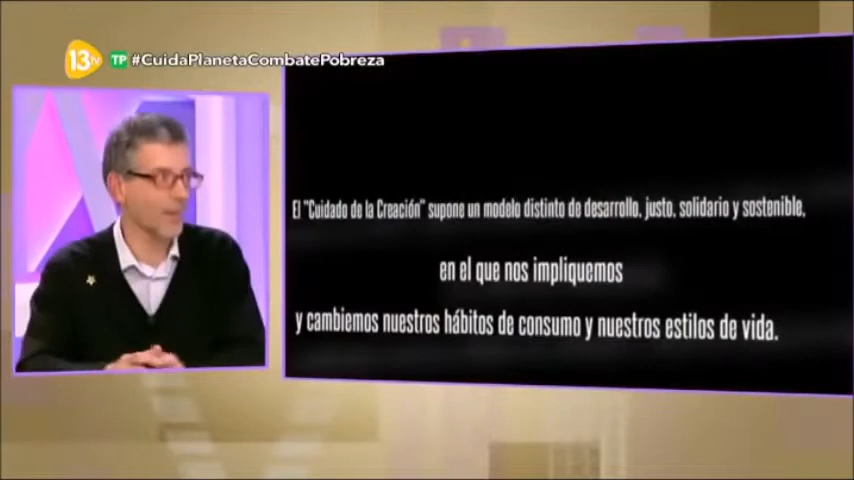 13tv TP #CuidaPlanetaCombatePobreza
El "Cuidado de la Creación" supone un modelo distinto de desarrollo, justo, solidario y sostenible,
en el que nos impliquemos
y cambiemos nuestros hábitos de consumo y nuestros estilos de vida.